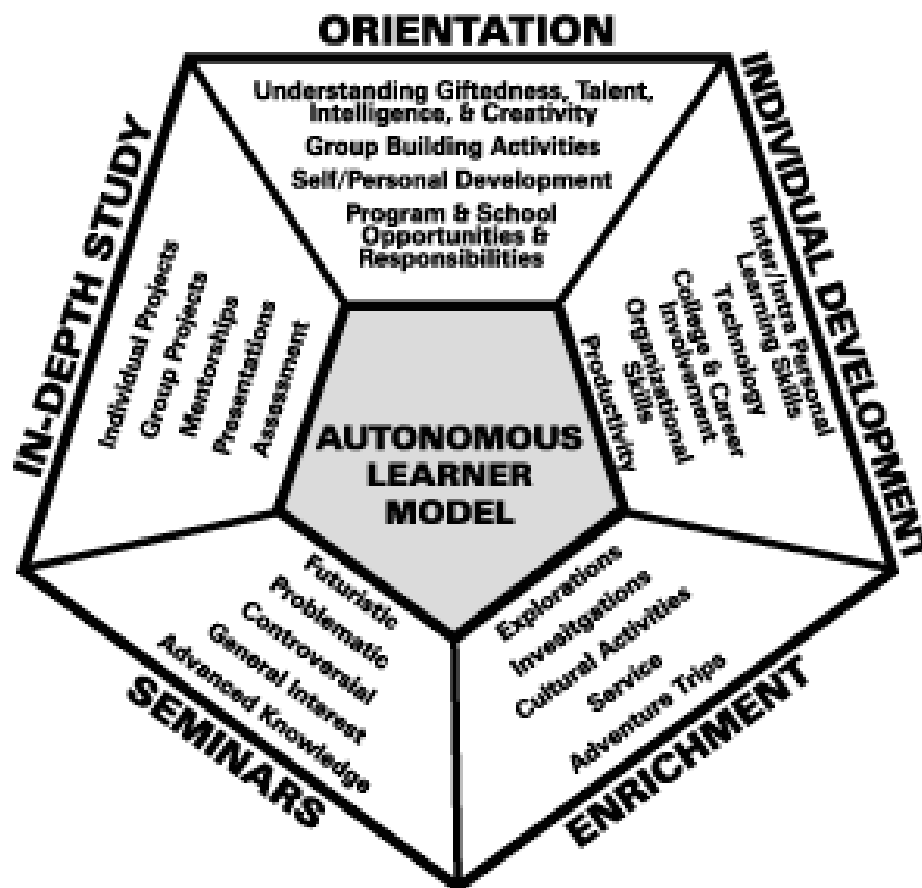 ORIENTATION
Understanding Giftedness, Talent,
Intelligence, & Creativity
Group Building Activities
Self/Personal Development
Program & School
Opportunities &
Responsibilities
INDIVIDUAL DEVELOPMENT
Inter/Intra Personal
Learning Skills
Technology
College & Career
Involvement
Organizational
Skills
Productivity
ENRICHMENT
Explorations
Invesitgations
Cultural Activities
Service
Adventure Trips
SEMINARS
Futuristic
Problematic
Controversial
General Interest
Advanced Knowledge
IN-DEPTH STUDY
Individual Projects
Group Projects
Mentorships
Presentations
Assessment
AUTONOMOUS
LEARNER
MODEL